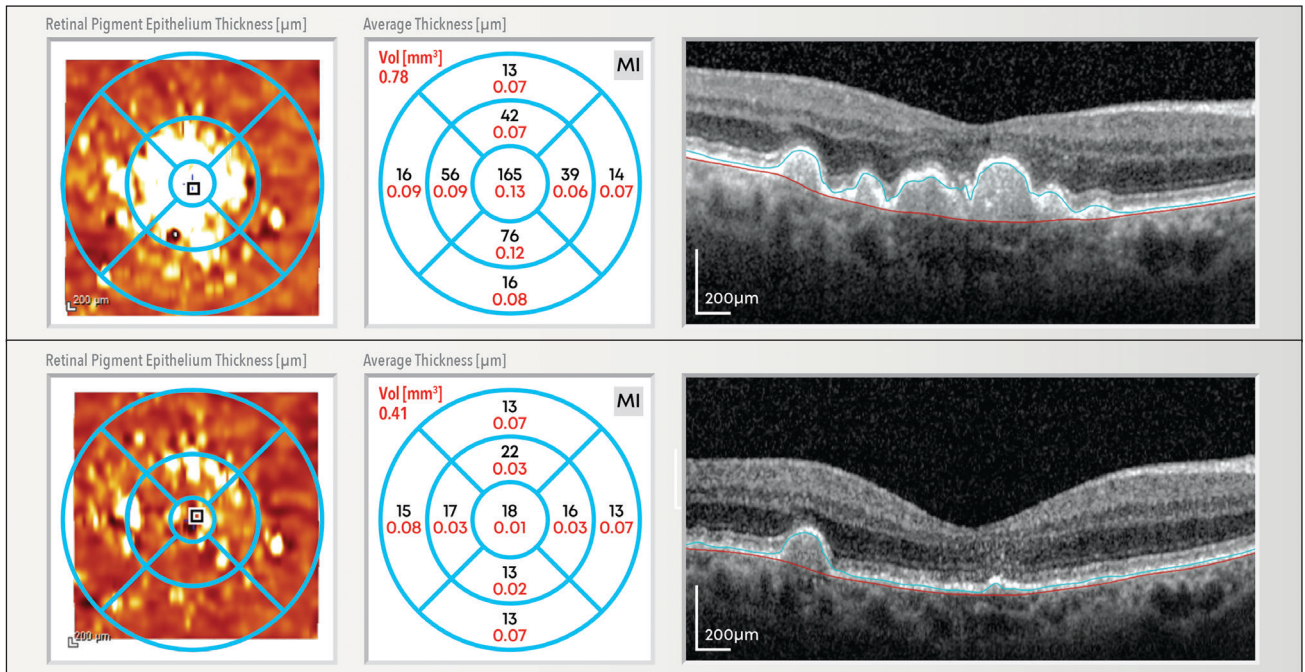 Retinal Pigment Epithelium Thickness [µm]
Average Thickness [µm]
200 µm
Vol [mm³]
0.78
MI
13
0.07
42
0.07
16 56 165 39 14
0.09 0.09 0.13 0.06 0.07
76
0.12
16
0.08
200µm
Retinal Pigment Epithelium Thickness [µm]
Average Thickness [µm]
200 µm
Vol [mm³]
0.41
MI
13
0.07
22
0.03
15 17 18 16 13
0.08 0.03 0.01 0.03 0.07
13
0.02
13
0.07
200µm